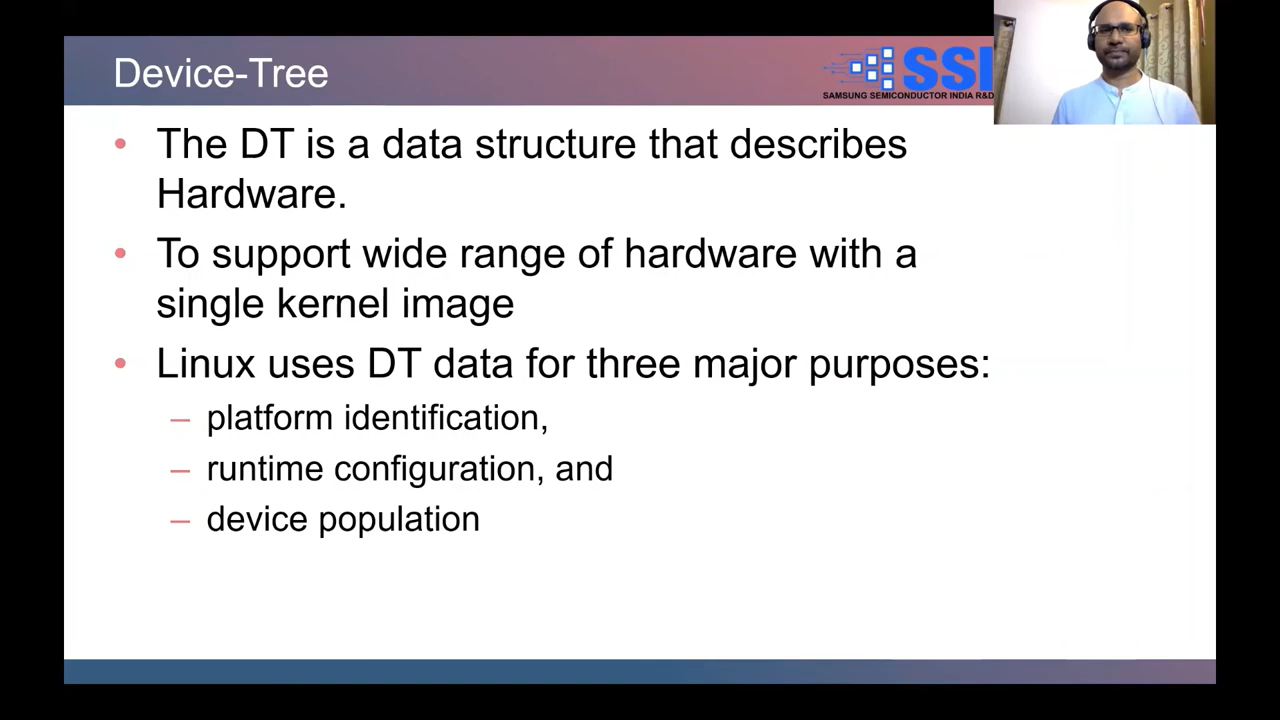 Device-Tree
SSI
SAMSUNG SEMICONDUCTOR INDIA R&D
• The DT is a data structure that describes
Hardware.
• To support wide range of hardware with a
single kernel image
• Linux uses DT data for three major purposes:
– platform identification,
– runtime configuration, and
– device population